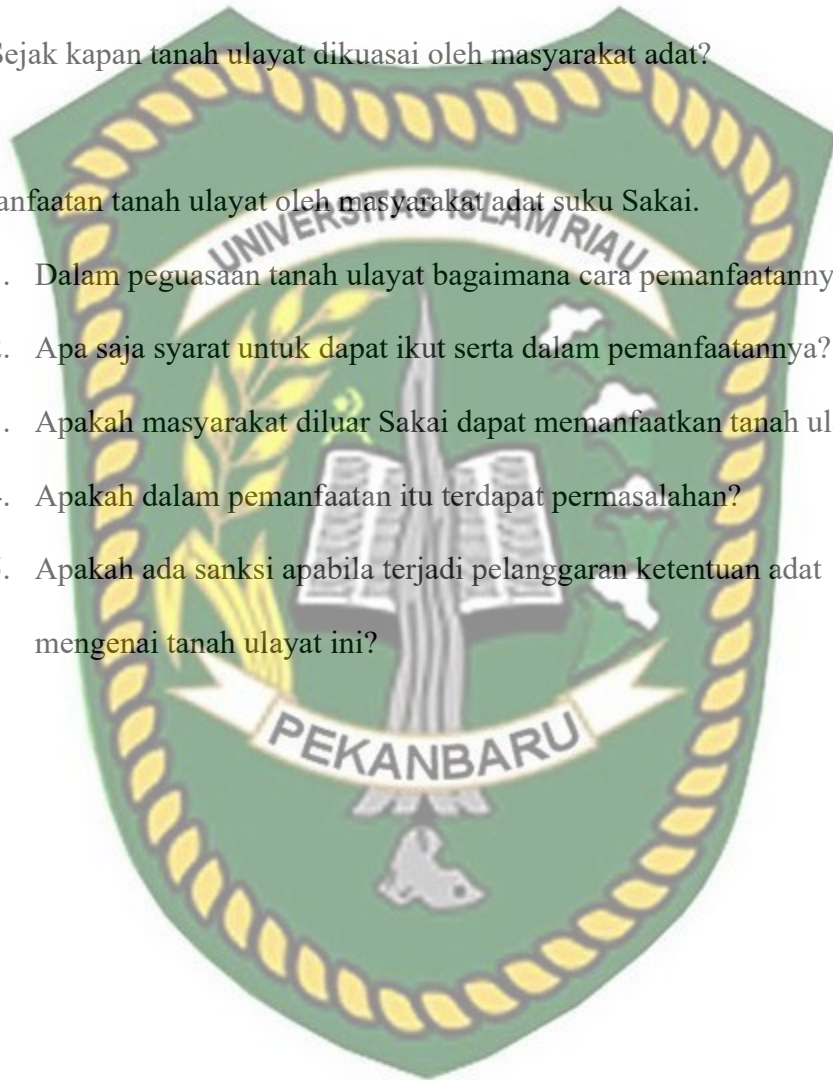 Sejak kapan tanah ulayat dikuasai oleh masyarakat adat?
anfaatan tanah ulayat oleh masyarakat adat suku Sakai.
UNIVERSITAS ISLAM RIAU
. Dalam peguasaan tanah ulayat bagaimana cara pemanfaatanny
. Apa saja syarat untuk dapat ikut serta dalam pemanfaatannya?
. Apakah masyarakat diluar Sakai dapat memanfaatkan tanah ul
. Apakah dalam pemanfaatan itu terdapat permasalahan?
. Apakah ada sanksi apabila terjadi pelanggaran ketentuan adat
mengenai tanah ulayat ini?
PEKANBARU